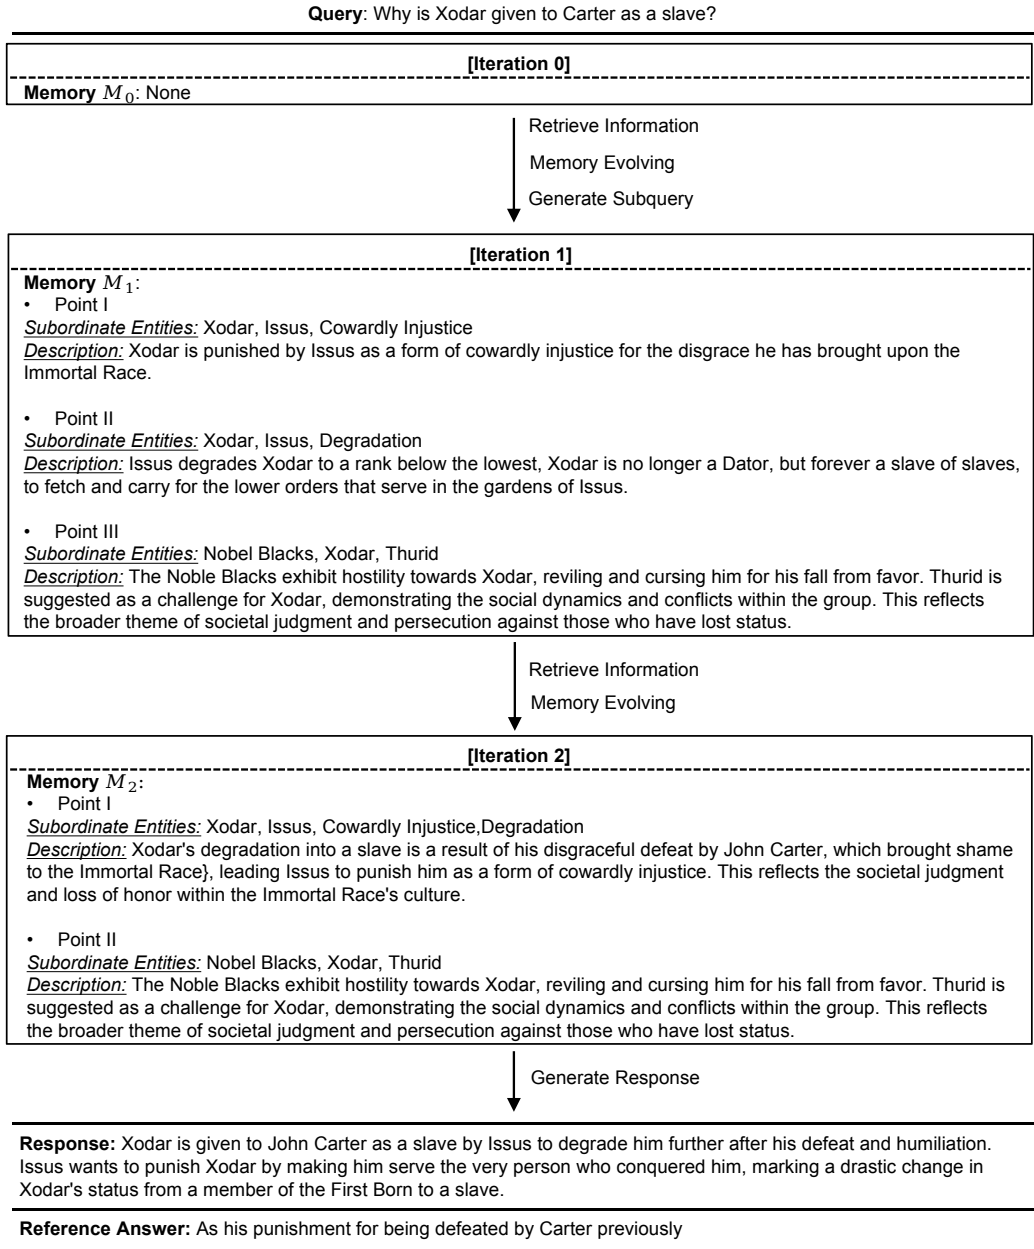 Query: Why is Xodar given to Carter as a slave?
[Iteration 0]
Memory M0: None
Retrieve Information
Memory Evolving
Generate Subquery
[Iteration 1]
Memory M1:
• Point I
Subordinate Entities: Xodar, Issus, Cowardly Injustice
Description: Xodar is punished by Issus as a form of cowardly injustice for the disgrace he has brought upon the
Immortal Race.
• Point II
Subordinate Entities: Xodar, Issus, Degradation
Description: Issus degrades Xodar to a rank below the lowest, Xodar is no longer a Dator, but forever a slave of slaves,
to fetch and carry for the lower orders that serve in the gardens of Issus.
• Point III
Subordinate Entities: Nobel Blacks, Xodar, Thurid
Description: The Noble Blacks exhibit hostility towards Xodar, reviling and cursing him for his fall from favor. Thurid is
suggested as a challenge for Xodar, demonstrating the social dynamics and conflicts within the group. This reflects
the broader theme of societal judgment and persecution against those who have lost status.
Retrieve Information
Memory Evolving
[Iteration 2]
Memory M2:
• Point I
Subordinate Entities: Xodar, Issus, Cowardly Injustice,Degradation
Description: Xodar's degradation into a slave is a result of his disgraceful defeat by John Carter, which brought shame
to the Immortal Race}, leading Issus to punish him as a form of cowardly injustice. This reflects the societal judgment
and loss of honor within the Immortal Race's culture.
• Point II
Subordinate Entities: Nobel Blacks, Xodar, Thurid
Description: The Noble Blacks exhibit hostility towards Xodar, reviling and cursing him for his fall from favor. Thurid is
suggested as a challenge for Xodar, demonstrating the social dynamics and conflicts within the group. This reflects
the broader theme of societal judgment and persecution against those who have lost status.
Generate Response
Response: Xodar is given to John Carter as a slave by Issus to degrade him further after his defeat and humiliation.
Issus wants to punish Xodar by making him serve the very person who conquered him, marking a drastic change in
Xodar's status from a member of the First Born to a slave.
Reference Answer: As his punishment for being defeated by Carter previously